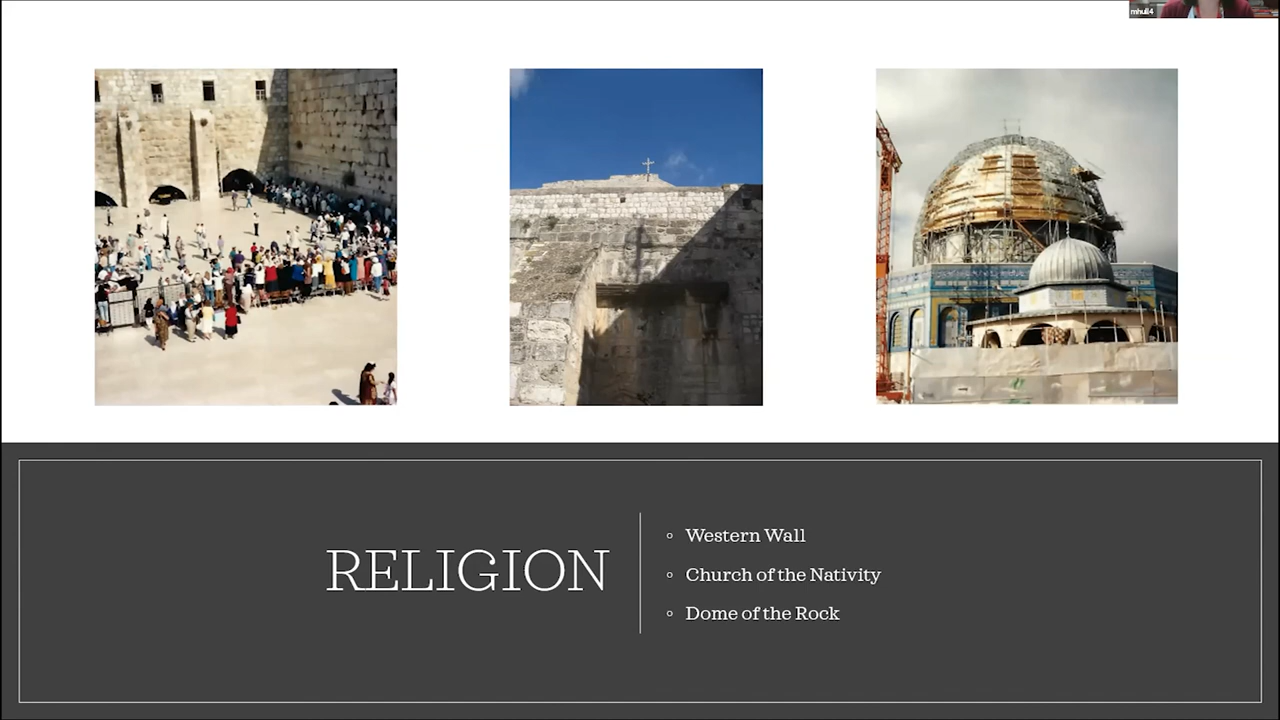 RELIGION
Western Wall
Church of the Nativity
Dome of the Rock